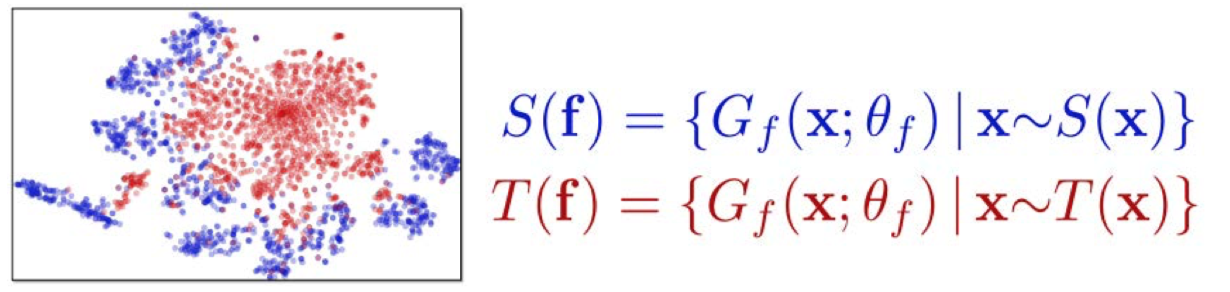 S(f) = {G_f(x; θ_f) | x∼S(x)}
T(f) = {G_f(x; θ_f) | x∼T(x)}